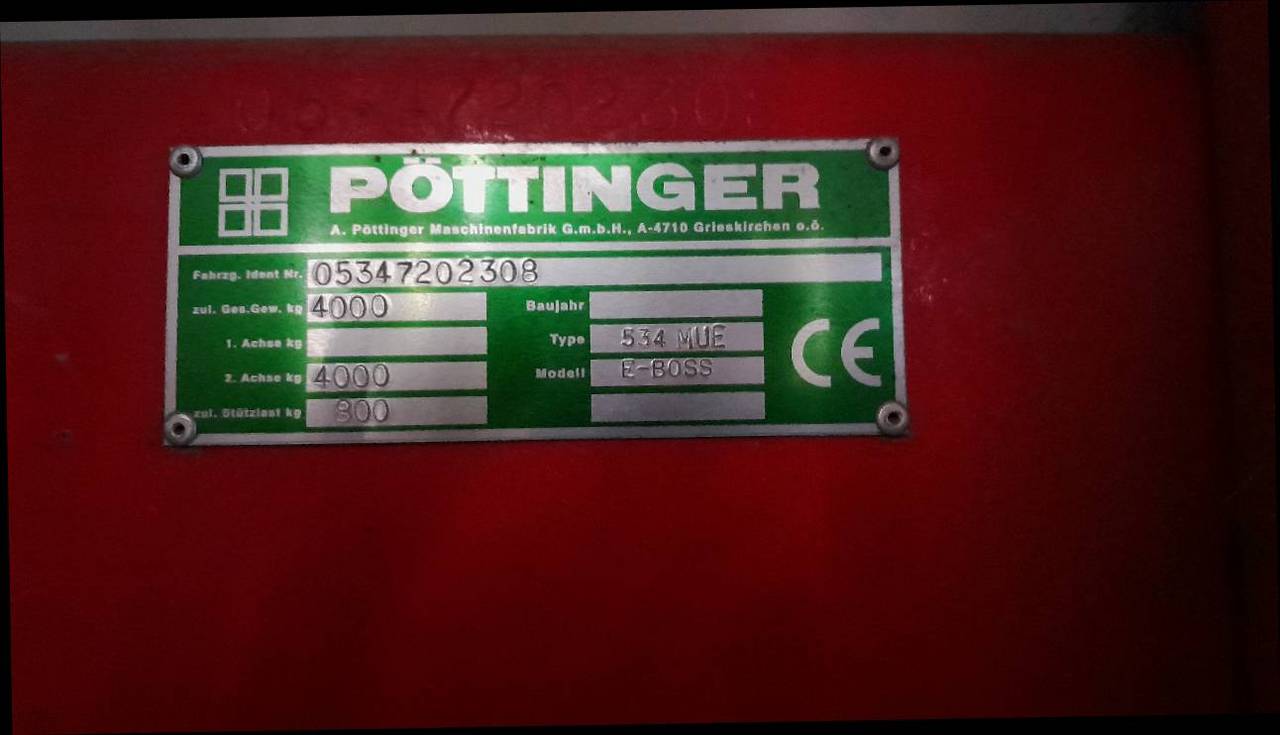 PÖTTINGER
A. Pöttinger Maschinenfabrik G.m.b.H., A-4710 Grieskirchen o.ö.
Fahrzg. Ident Nr. 05347202308
zul. Ges.Gew. kg 4000 Baujahr
1. Achse kg Type 534 MUE
2. Achse kg 4000 Modell E-BOSS
zul. Stützlast kg 800
CE